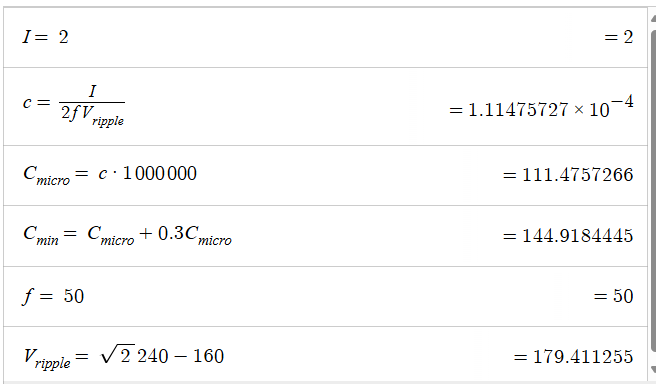 I = 2 = 2
c = I / 2fV_ripple = 1.11475727 × 10^−4
C_micro = c · 1000000 = 111.4757266
C_min = C_micro + 0.3C_micro = 144.9184445
f = 50 = 50
V_ripple = √2 240 − 160 = 179.411255